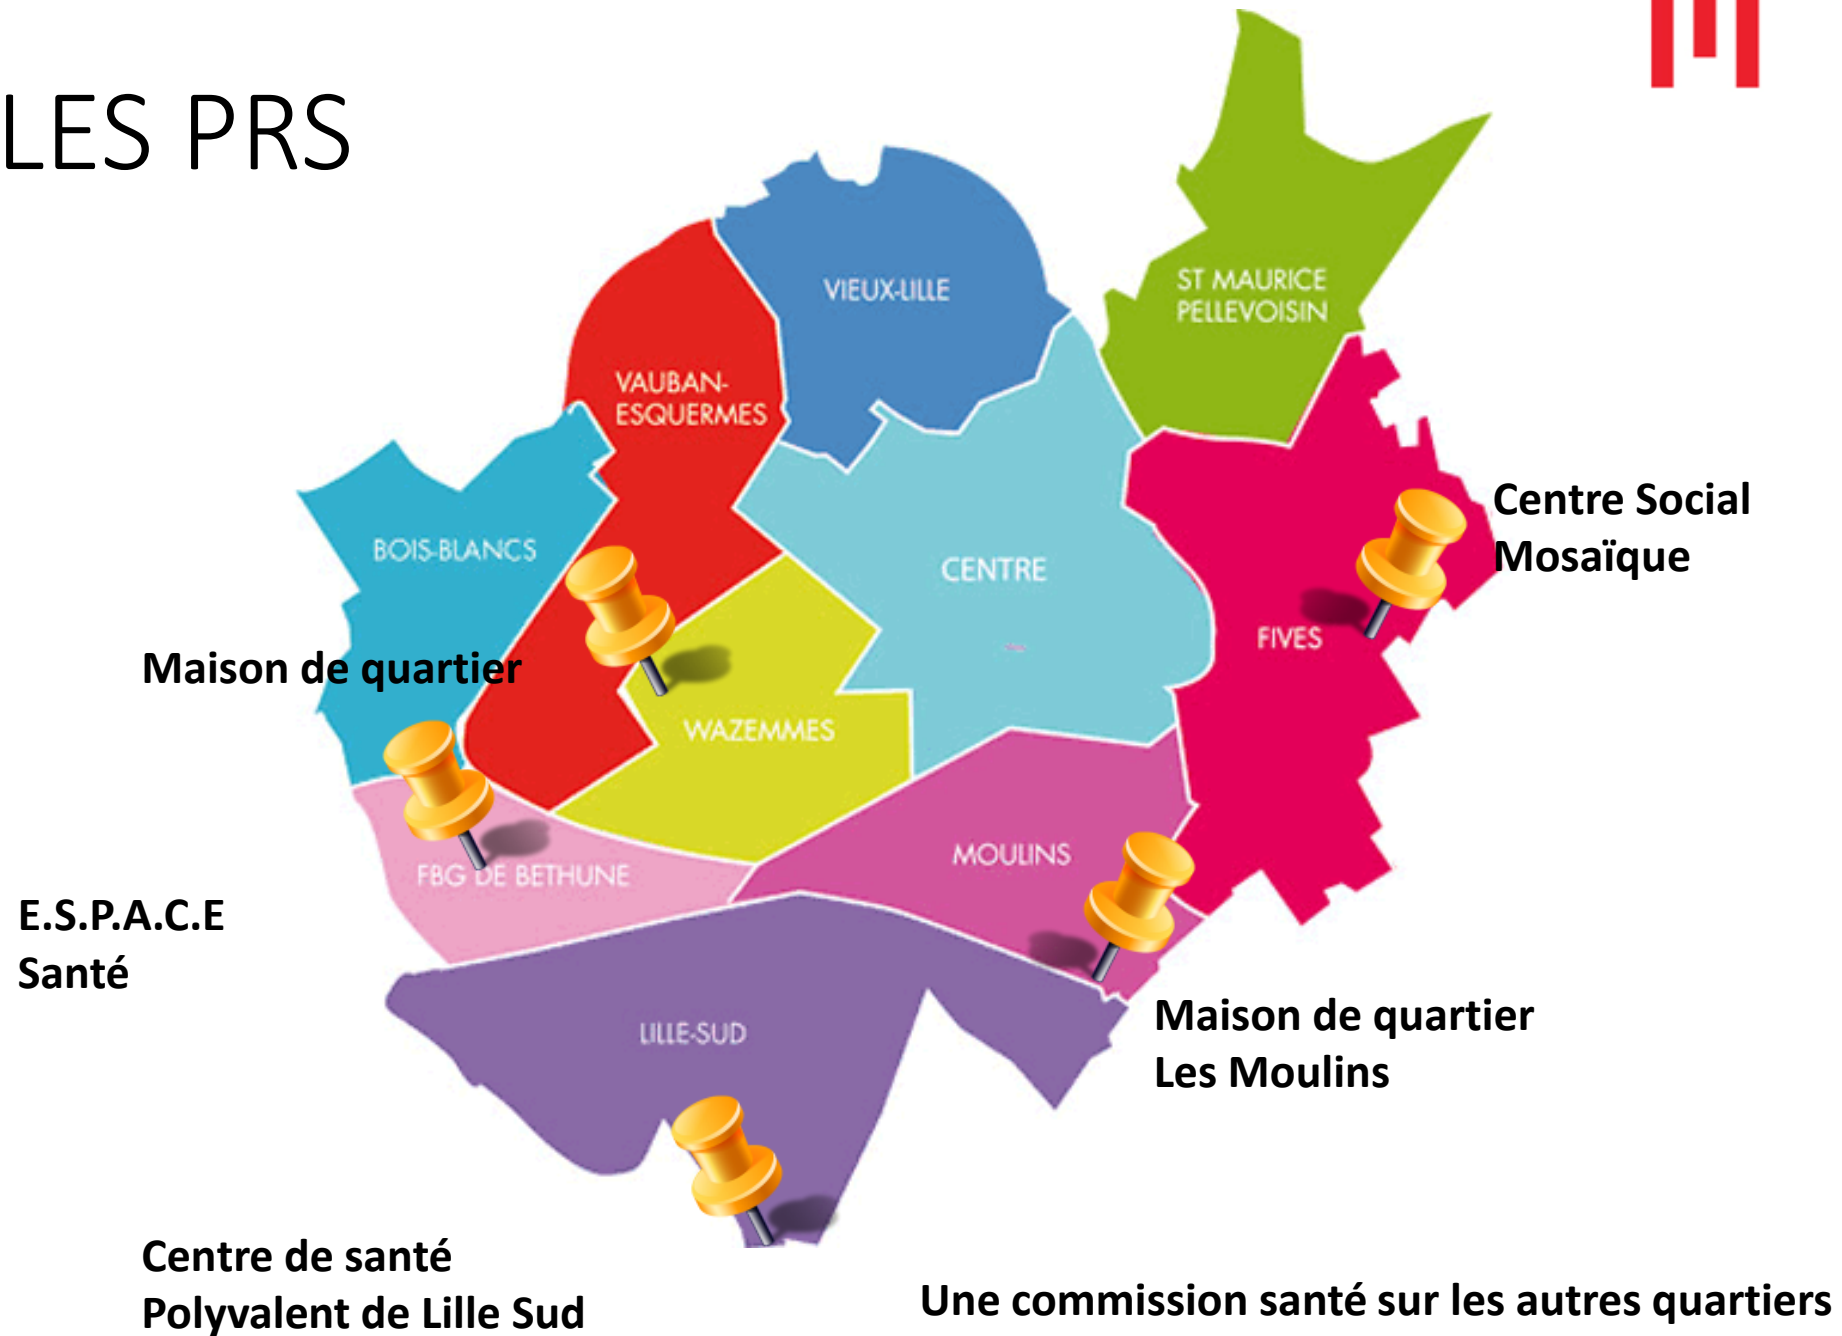 LES PRS
VIEUX-LILLE
ST MAURICE
PELLEVOISIN
VAUBAN-
ESQUERMES
Centre Social
Mosaïque
BOIS-BLANCS
CENTRE
FIVES
Maison de quartier
WAZEMMES
MOULINS
FBG DE BETHUNE
E.S.P.A.C.E
Santé
Maison de quartier
Les Moulins
LILLE-SUD
Centre de santé
Polyvalent de Lille Sud
Une commission santé sur les autres quartiers